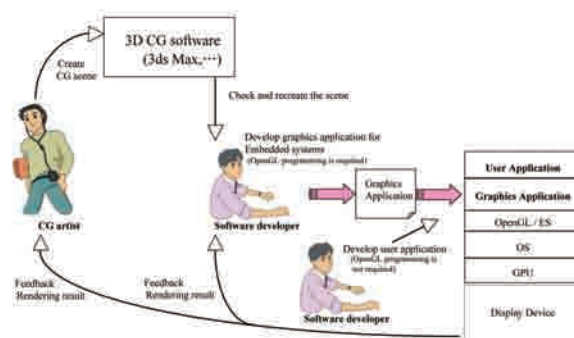 3D CG software
(3ds Max,···)
Create
CG scene
Check and recreate the scene
Develop graphics application for
Embedded systems
(OpenGL programming is required)
Graphics
Application
User Application
Graphics Application
OpenGL / ES
OS
GPU
Display Device
CG artist
Software developer
Develop user application
(OpenGL programming is
not required)
Software developer
Feedback
Rendering result
Feedback
Rendering result